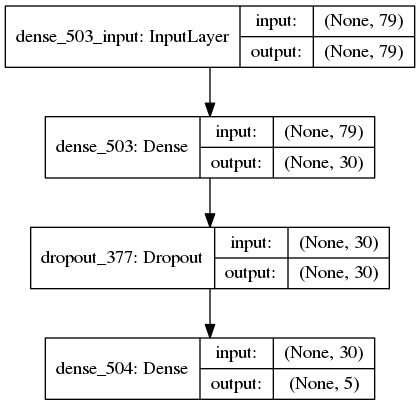 dense_503_input: InputLayer
input: (None, 79)
output: (None, 79)
dense_503: Dense
input: (None, 79)
output: (None, 30)
dropout_377: Dropout
input: (None, 30)
output: (None, 30)
dense_504: Dense
input: (None, 30)
output: (None, 5)